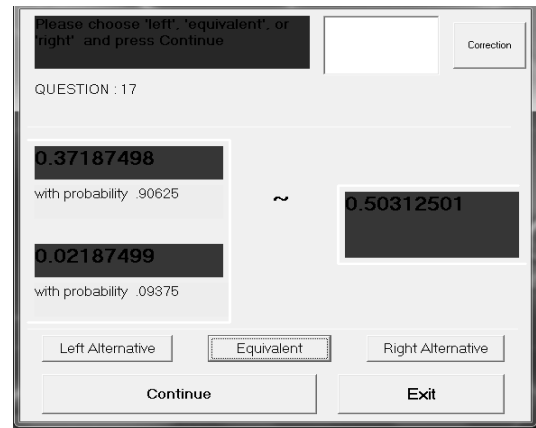 Please choose 'left', 'equivalent', or
'right' and press Continue
Correction
QUESTION : 17
0.37187498
with probability .90625
~
0.50312501
0.02187499
with probability .09375
Left Alternative
Equivalent
Right Alternative
Continue
Exit